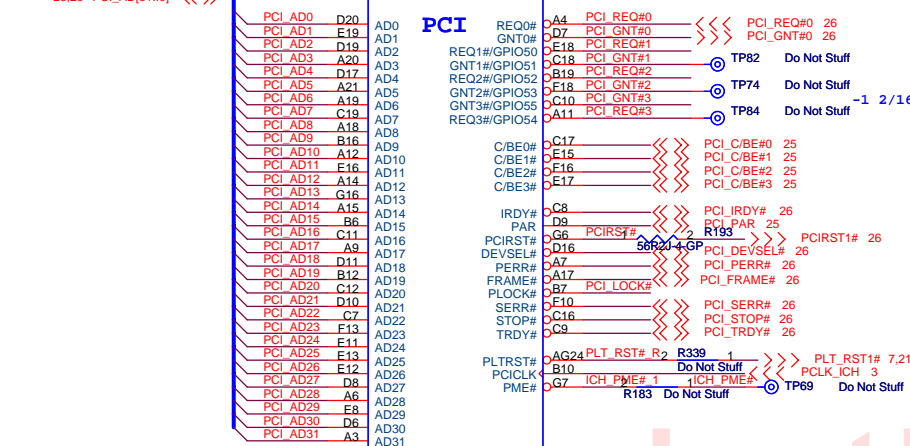 PCI
PCI_AD0 D20 AD0 REQ0# A4 PCI_REQ#0 PCI_REQ#0 26
PCI_AD1 E19 AD1 GNT0# D7 PCI_GNT#0 PCI_GNT#0 26
PCI_AD2 D19 AD2 REQ1#/GPIO50 E18 PCI_REQ#1
PCI_AD3 A20 AD3 GNT1#/GPIO51 C18 PCI_GNT#1 TP82 Do Not Stuff
PCI_AD4 D17 AD4 REQ2#/GPIO52 B19 PCI_REQ#2
PCI_AD5 A21 AD5 GNT2#/GPIO53 F18 PCI_GNT#2 TP74 Do Not Stuff
PCI_AD6 A19 AD6 GNT3#/GPIO55 C10 PCI_GNT#3 -1 2/16
PCI_AD7 C19 AD7 REQ3#/GPIO54 A11 PCI_REQ#3 TP84 Do Not Stuff
PCI_AD8 A18 AD8
PCI_AD9 B16 AD9 C/BE0# C17 PCI_C/BE#0 25
PCI_AD10 A12 AD10 C/BE1# E15 PCI_C/BE#1 25
PCI_AD11 E16 AD11 C/BE2# F16 PCI_C/BE#2 25
PCI_AD12 A14 AD12 C/BE3# E17 PCI_C/BE#3 25
PCI_AD13 G16 AD13
PCI_AD14 A15 AD14 IRDY# C8 PCI_IRDY# 26
PCI_AD15 B6 AD15 PAR D9 PCI_PAR 25
PCI_AD16 C11 AD16 PCIRST# G6 PCIRST# 1 2 R193 56R2J-4-GP PCIRST1# 26
PCI_AD17 A9 AD17 DEVSEL# D16 PCI_DEVSEL# 26
PCI_AD18 D11 AD18 PERR# A7 PCI_PERR# 26
PCI_AD19 B12 AD19 FRAME# A17 PCI_FRAME# 26
PCI_AD20 C12 AD20 PLOCK# B7 PCI_LOCK#
PCI_AD21 D10 AD21 SERR# F10 PCI_SERR# 26
PCI_AD22 C7 AD22 STOP# C16 PCI_STOP# 26
PCI_AD23 F13 AD23 TRDY# C9 PCI_TRDY# 26
PCI_AD24 E11 AD24
PCI_AD25 E13 AD25 PLTRST# AG24 PLT_RST#_R 2 R339 1 Do Not Stuff PLT_RST1# 7,21
PCI_AD26 E12 AD26 PCICLK B10 PCLK_ICH 3
PCI_AD27 D8 AD27 PME# G7 ICH_PME#_1 2 1 ICH_PME# R183 Do Not Stuff TP69 Do Not Stuff
PCI_AD28 A6 AD28
PCI_AD29 E8 AD29
PCI_AD30 D6 AD30
PCI_AD31 A3 AD31